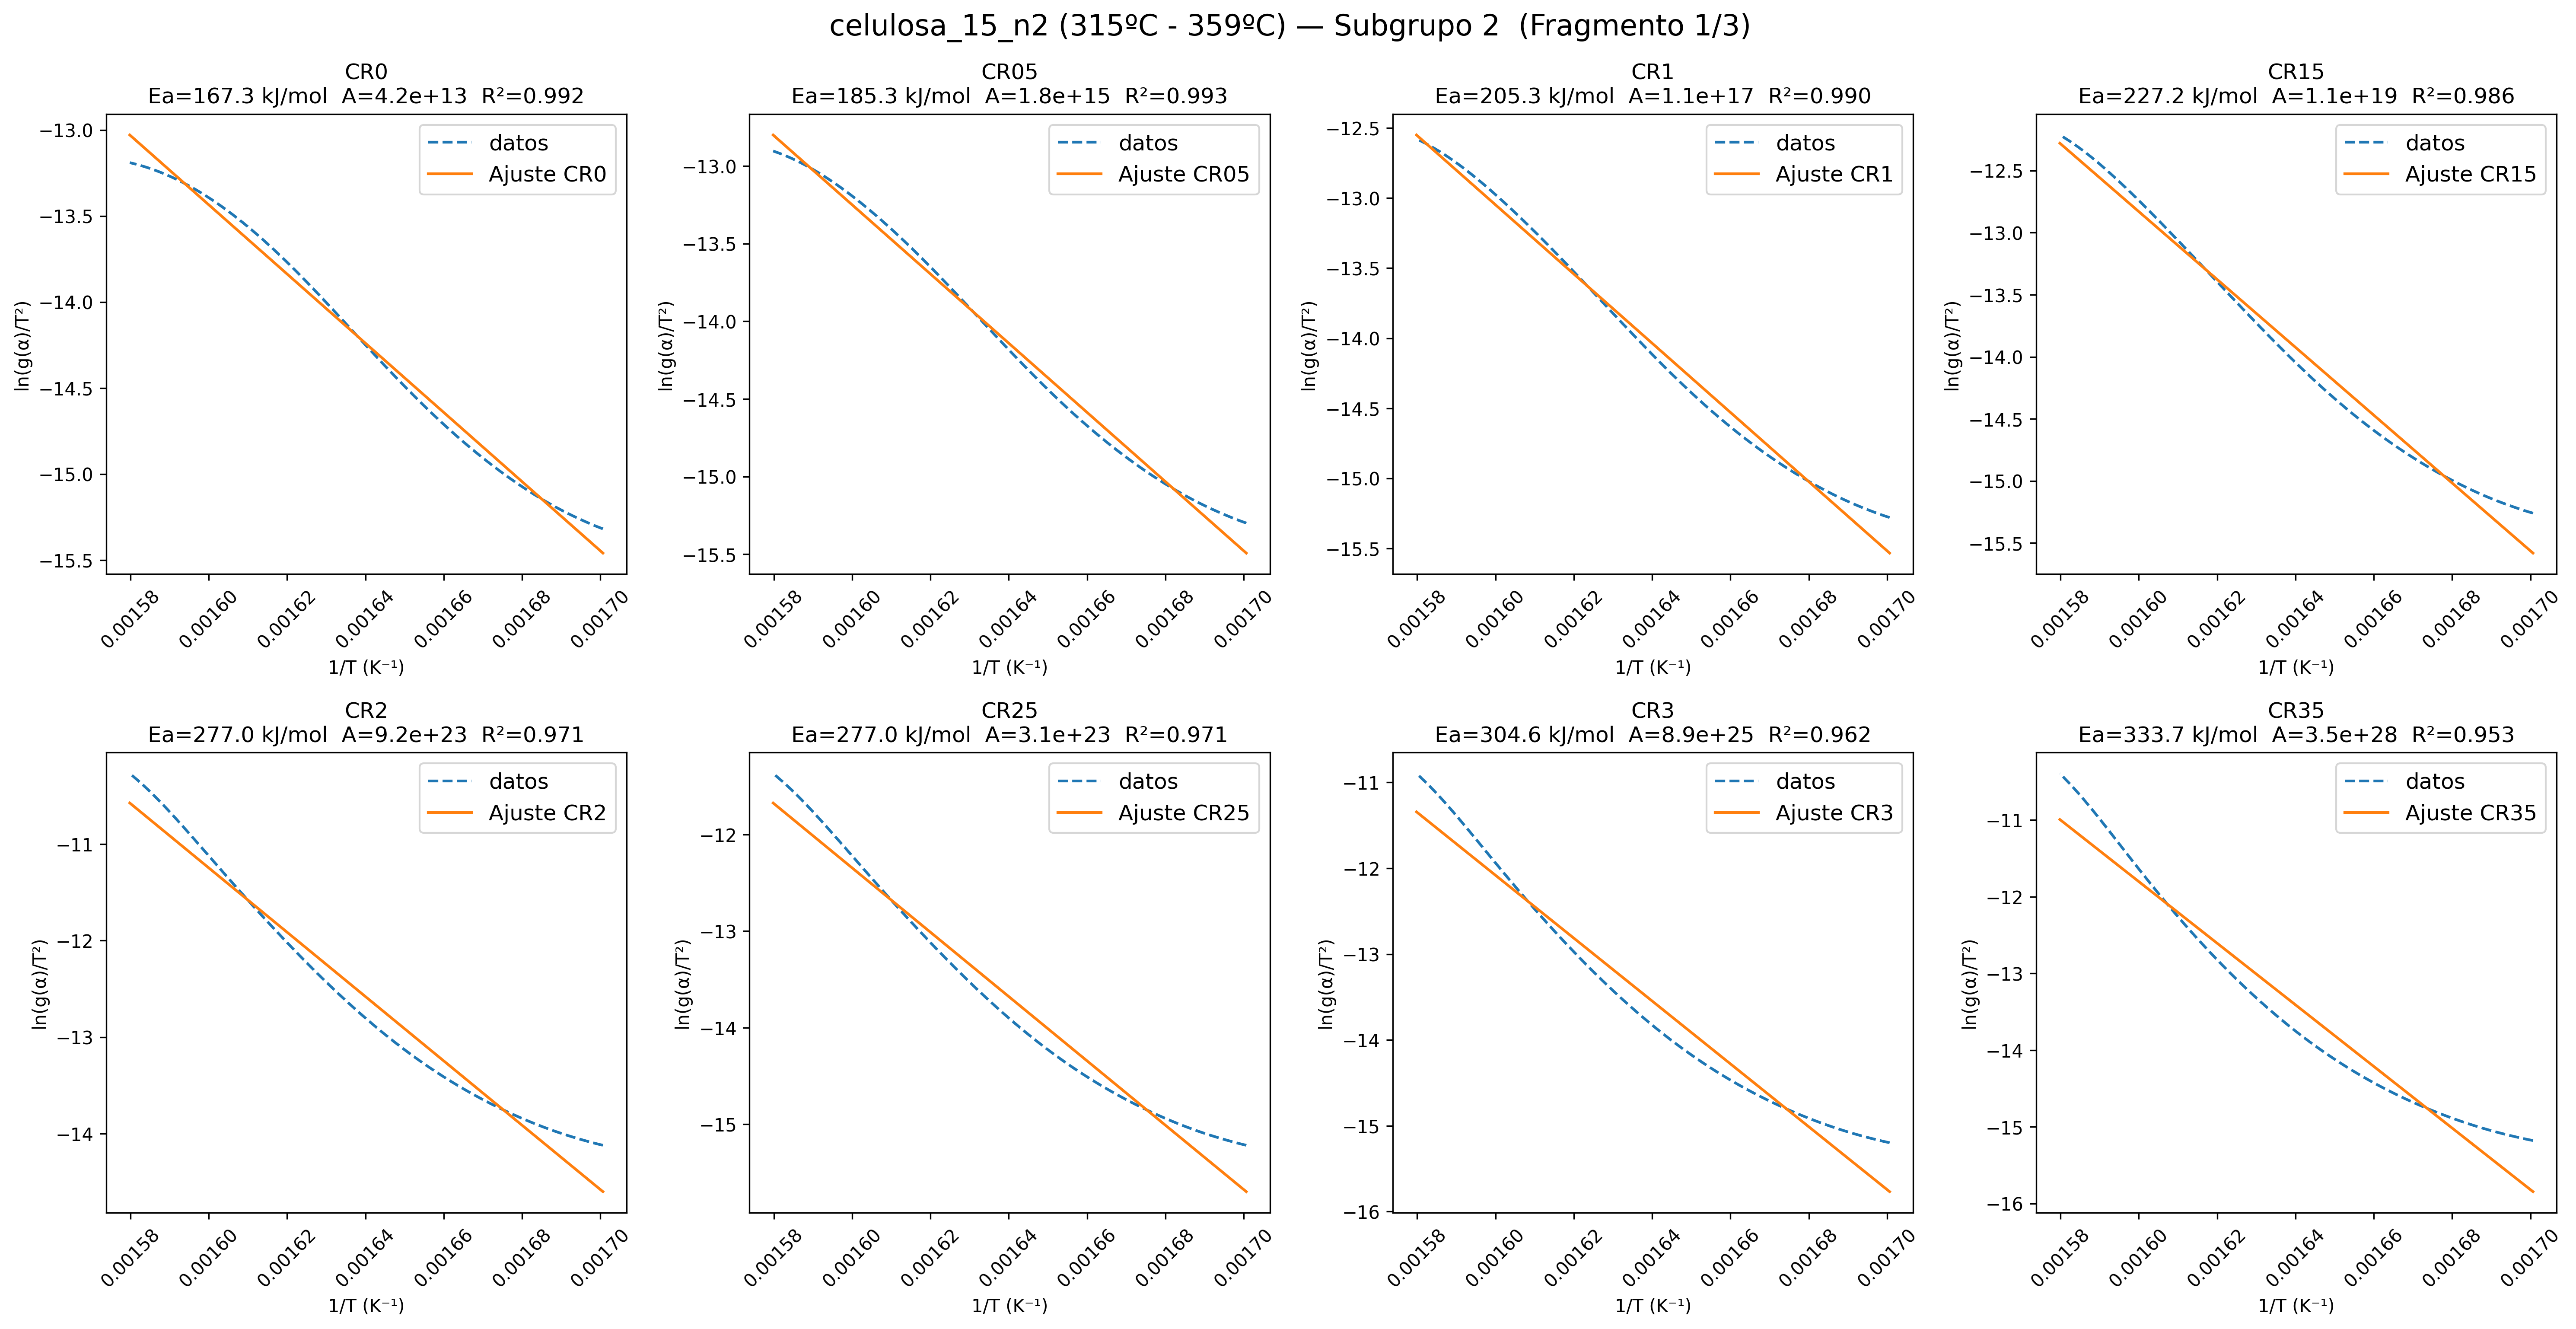 celulosa_15_n2 (315ºC - 359ºC) — Subgrupo 2  (Fragmento 1/3)
CR0
Ea=167.3 kJ/mol  A=4.2e+13  R²=0.992
datos
Ajuste CR0
ln(g(α)/T²)
−13.0
−13.5
−14.0
−14.5
−15.0
−15.5
0.00158
0.00160
0.00162
0.00164
0.00166
0.00168
0.00170
1/T (K⁻¹)
CR05
Ea=185.3 kJ/mol  A=1.8e+15  R²=0.993
datos
Ajuste CR05
ln(g(α)/T²)
−13.0
−13.5
−14.0
−14.5
−15.0
−15.5
0.00158
0.00160
0.00162
0.00164
0.00166
0.00168
0.00170
1/T (K⁻¹)
CR1
Ea=205.3 kJ/mol  A=1.1e+17  R²=0.990
datos
Ajuste CR1
ln(g(α)/T²)
−12.5
−13.0
−13.5
−14.0
−14.5
−15.0
−15.5
0.00158
0.00160
0.00162
0.00164
0.00166
0.00168
0.00170
1/T (K⁻¹)
CR15
Ea=227.2 kJ/mol  A=1.1e+19  R²=0.986
datos
Ajuste CR15
ln(g(α)/T²)
−12.5
−13.0
−13.5
−14.0
−14.5
−15.0
−15.5
0.00158
0.00160
0.00162
0.00164
0.00166
0.00168
0.00170
1/T (K⁻¹)
CR2
Ea=277.0 kJ/mol  A=9.2e+23  R²=0.971
datos
Ajuste CR2
ln(g(α)/T²)
−11
−12
−13
−14
0.00158
0.00160
0.00162
0.00164
0.00166
0.00168
0.00170
1/T (K⁻¹)
CR25
Ea=277.0 kJ/mol  A=3.1e+23  R²=0.971
datos
Ajuste CR25
ln(g(α)/T²)
−12
−13
−14
−15
0.00158
0.00160
0.00162
0.00164
0.00166
0.00168
0.00170
1/T (K⁻¹)
CR3
Ea=304.6 kJ/mol  A=8.9e+25  R²=0.962
datos
Ajuste CR3
ln(g(α)/T²)
−11
−12
−13
−14
−15
−16
0.00158
0.00160
0.00162
0.00164
0.00166
0.00168
0.00170
1/T (K⁻¹)
CR35
Ea=333.7 kJ/mol  A=3.5e+28  R²=0.953
datos
Ajuste CR35
ln(g(α)/T²)
−11
−12
−13
−14
−15
−16
0.00158
0.00160
0.00162
0.00164
0.00166
0.00168
0.00170
1/T (K⁻¹)